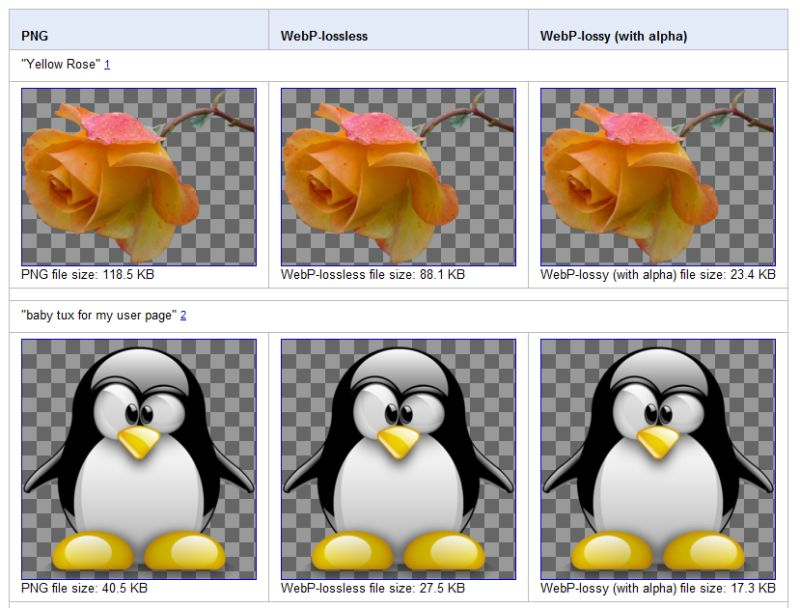 PNG WebP-lossless WebP-lossy (with alpha)
"Yellow Rose" 1
PNG file size: 118.5 KB WebP-lossless file size: 88.1 KB WebP-lossy (with alpha) file size: 23.4 KB
"baby tux for my user page" 2
PNG file size: 40.5 KB WebP-lossless file size: 27.5 KB WebP-lossy (with alpha) file size: 17.3 KB